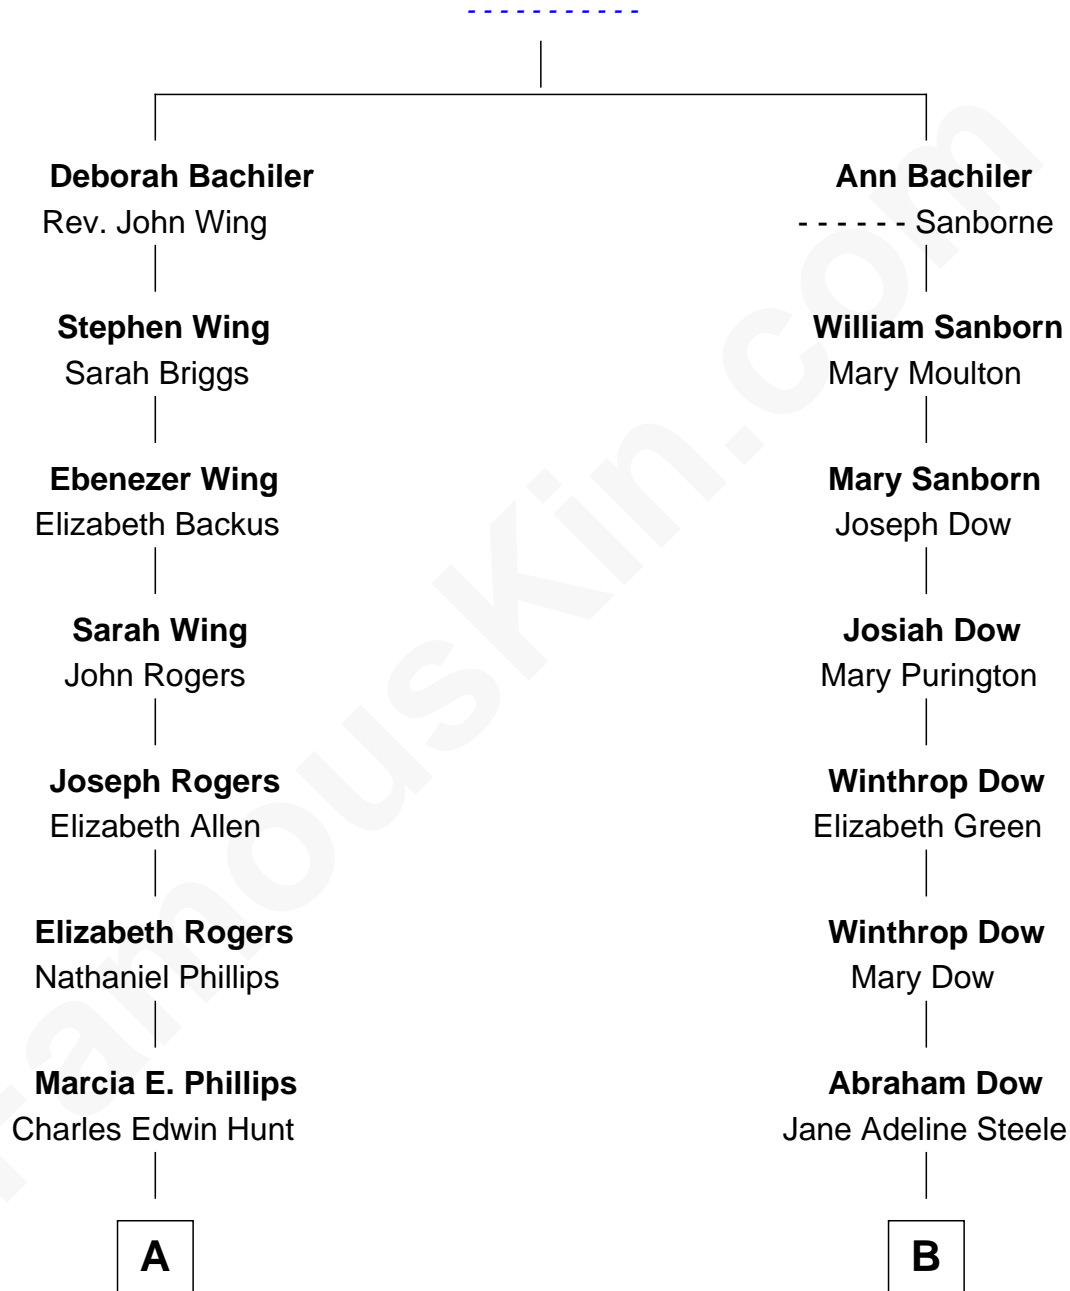 - - - - - - - - - - -
Deborah Bachiler
Rev. John Wing
Ann Bachiler
- - - - - - Sanborne
Stephen Wing
Sarah Briggs
William Sanborn
Mary Moulton
Ebenezer Wing
Elizabeth Backus
Mary Sanborn
Joseph Dow
Sarah Wing
John Rogers
Josiah Dow
Mary Purington
Joseph Rogers
Elizabeth Allen
Winthrop Dow
Elizabeth Green
Elizabeth Rogers
Nathaniel Phillips
Winthrop Dow
Mary Dow
Marcia E. Phillips
Charles Edwin Hunt
Abraham Dow
Jane Adeline Steele
A
B
FamousKin.com